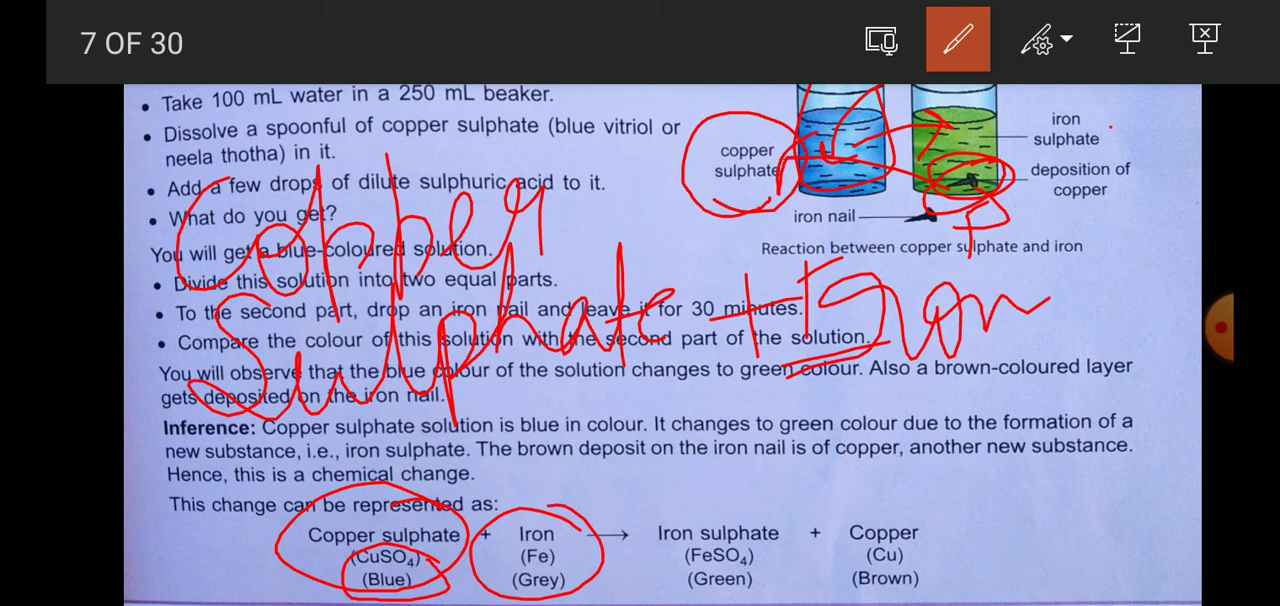 7 OF 30
• Take 100 mL water in a 250 mL beaker.
• Dissolve a spoonful of copper sulphate (blue vitriol or
neela thotha) in it.
• Add a few drops of dilute sulphuric acid to it.
• What do you get?
You will get a blue-coloured solution.
• Divide this solution into two equal parts.
• To the second part, drop an iron nail and leave it for 30 minutes.
• Compare the colour of this solution with the second part of the solution.
You will observe that the blue colour of the solution changes to green colour. Also a brown-coloured layer
gets deposited on the iron nail.
Inference: Copper sulphate solution is blue in colour. It changes to green colour due to the formation of a
new substance, i.e., iron sulphate. The brown deposit on the iron nail is of copper, another new substance.
Hence, this is a chemical change.
This change can be represented as:
Copper sulphate + Iron → Iron sulphate + Copper
(CuSO₄) (Fe) (FeSO₄) (Cu)
(Blue) (Grey) (Green) (Brown)
copper
sulphate
iron
sulphate
deposition of
copper
iron nail
Reaction between copper sulphate and iron
Copper
Sulphate + Iron